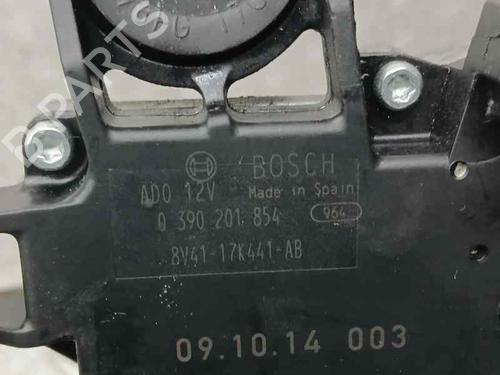 BOSCH
ADO 12V Made in Spain
0 390 201 854 964
8V41-17K441-AB
09.10.14 003
B-PARTS